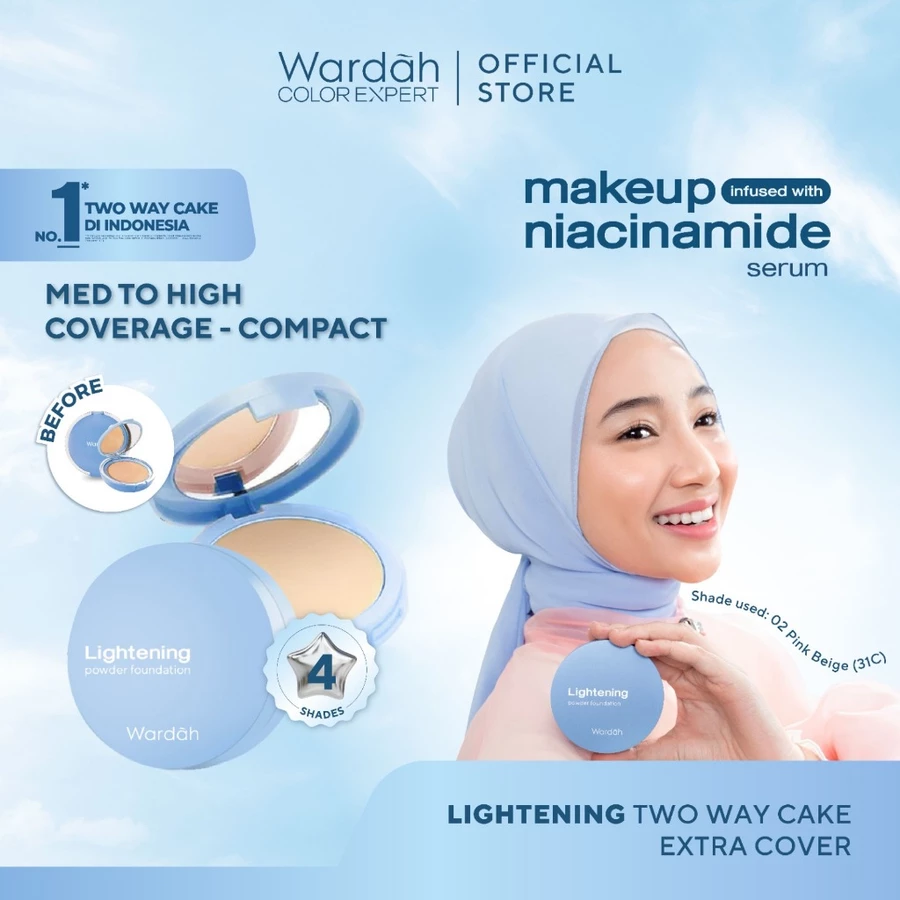 Wardah
COLOR EXPERT
OFFICIAL
STORE
NO. 1*
TWO WAY CAKE
DI INDONESIA
makeup infused with
niacinamide
serum
MED TO HIGH
COVERAGE - COMPACT
BEFORE
Lightening
powder foundation
Wardah
4
SHADES
Shade used: 02 Pink Beige (31C)
Lightening
powder foundation
Wardah
LIGHTENING TWO WAY CAKE
EXTRA COVER